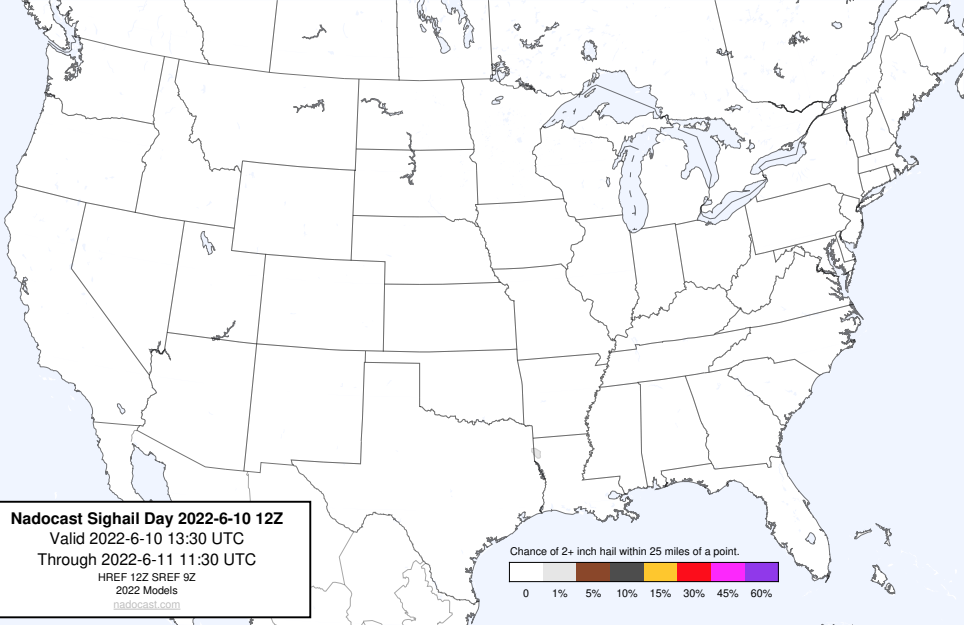 Nadocast Sighail Day 2022-6-10 12Z
Valid 2022-6-10 13:30 UTC
Through 2022-6-11 11:30 UTC
HREF 12Z SREF 9Z
2022 Models
nadocast.com
Chance of 2+ inch hail within 25 miles of a point.
0 1% 5% 10% 15% 30% 45% 60%